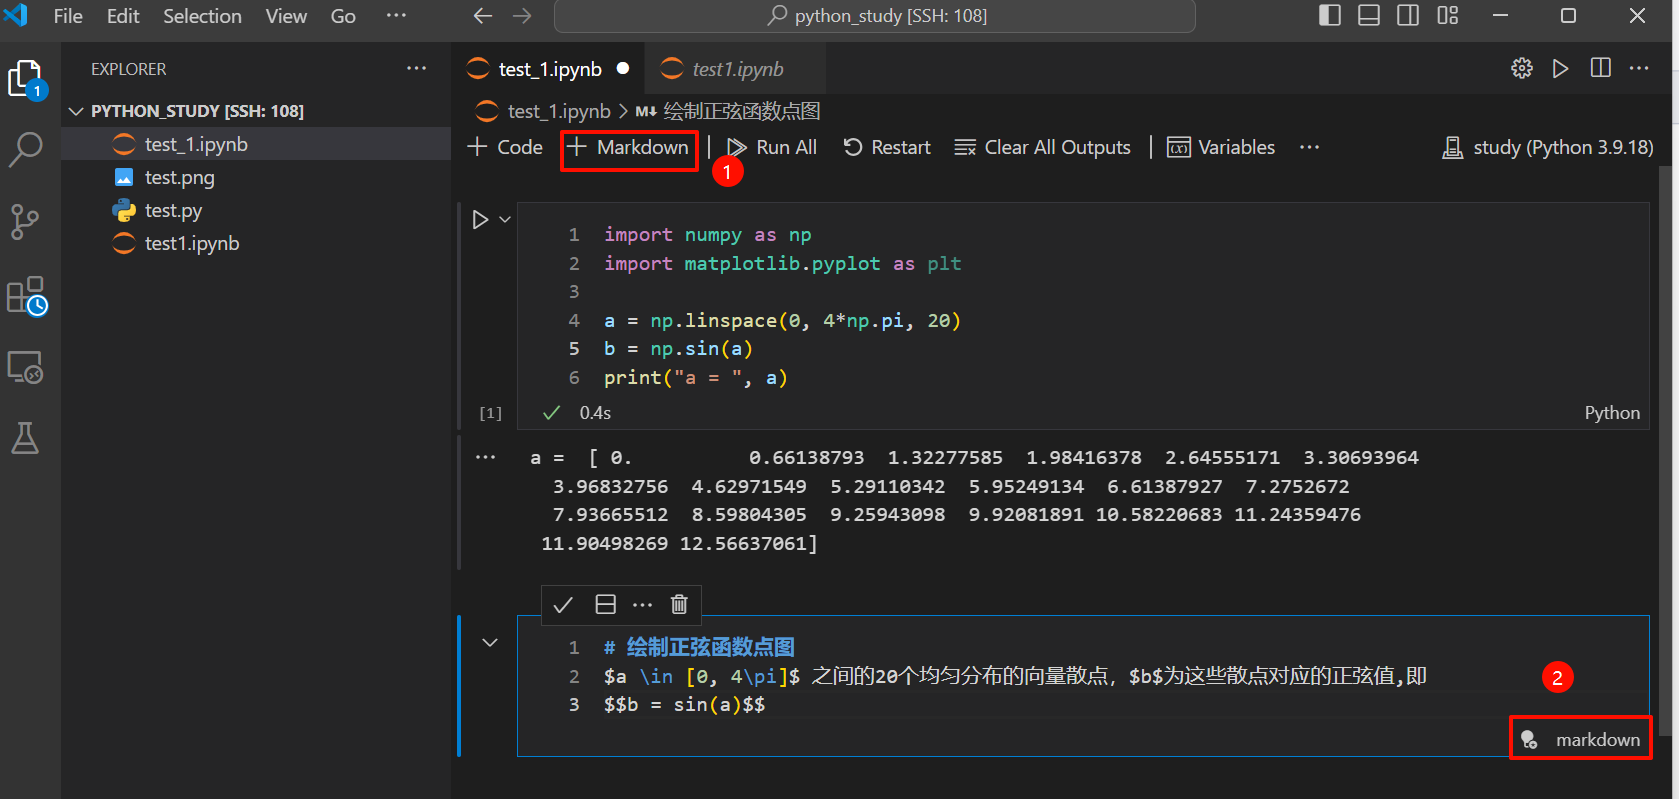 File Edit Selection View Go ···
python_study [SSH: 108]
EXPLORER ···
1
PYTHON_STUDY [SSH: 108]
test_1.ipynb
test.png
test.py
test1.ipynb
test_1.ipynb ● test1.ipynb ···
test_1.ipynb > M↓ 绘制正弦函数点图
+ Code + Markdown | Run All Restart Clear All Outputs | Variables ··· study (Python 3.9.18)
1
1 import numpy as np
2 import matplotlib.pyplot as plt
3
4 a = np.linspace(0, 4*np.pi, 20)
5 b = np.sin(a)
6 print("a = ", a)
[1] ✓ 0.4s Python
··· a =  [ 0.          0.66138793  1.32277585  1.98416378  2.64555171  3.30693964
3.96832756  4.62971549  5.29110342  5.95249134  6.61387927  7.2752672
7.93665512  8.59804305  9.25943098  9.92081891 10.58220683 11.24359476
11.90498269 12.56637061]
···
1 # 绘制正弦函数点图
2 $a \in [0, 4\pi]$ 之间的20个均匀分布的向量散点，$b$为这些散点对应的正弦值,即
3 $$b = sin(a)$$
2
markdown